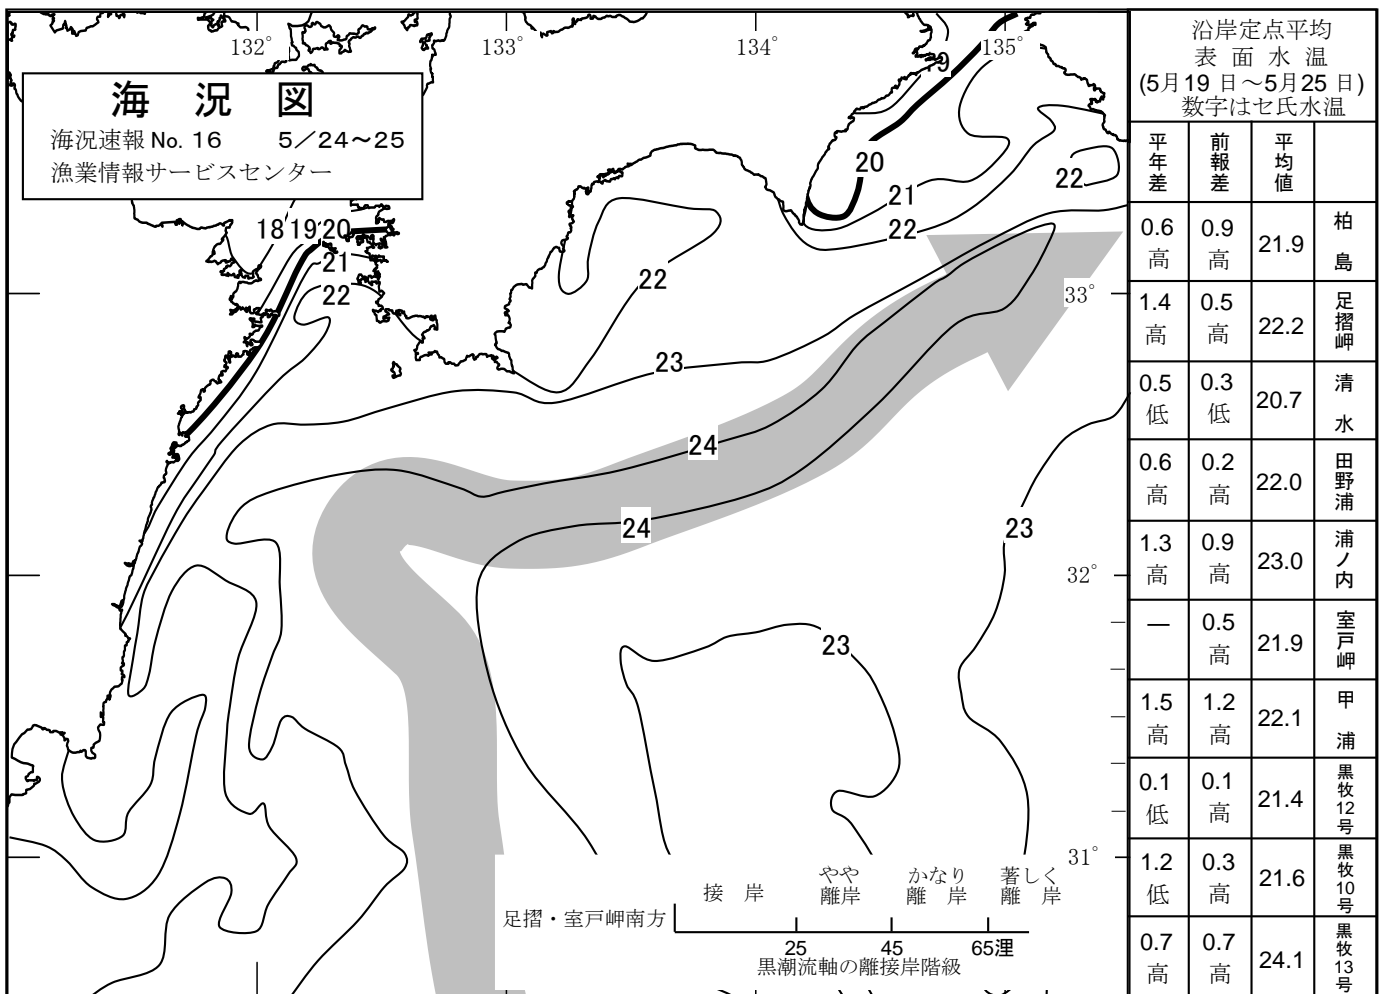 海 況 図
海況速報 No. 16　5／24～25
漁業情報サービスセンター
132°
133°
134°
135°
9
20
21
22
22
18 19 20
21
22
22
23
33°
24
24
23
32°
23
31°
接 岸
やや
離岸
かなり
離 岸
著しく
離 岸
足摺・室戸岬南方
25
45
65浬
黒潮流軸の離接岸階級
沿岸定点平均
表 面 水 温
(5月19 日～5月25 日)
数字はセ氏水温
平年差 前報差 平均値
0.6高 0.9高 21.9 柏島
1.4高 0.5高 22.2 足摺岬
0.5低 0.3低 20.7 清水
0.6高 0.2高 22.0 田野浦
1.3高 0.9高 23.0 浦ノ内
― 0.5高 21.9 室戸岬
1.5高 1.2高 22.1 甲浦
0.1低 0.1高 21.4 黒牧12号
1.2低 0.3高 21.6 黒牧10号
0.7高 0.7高 24.1 黒牧13号